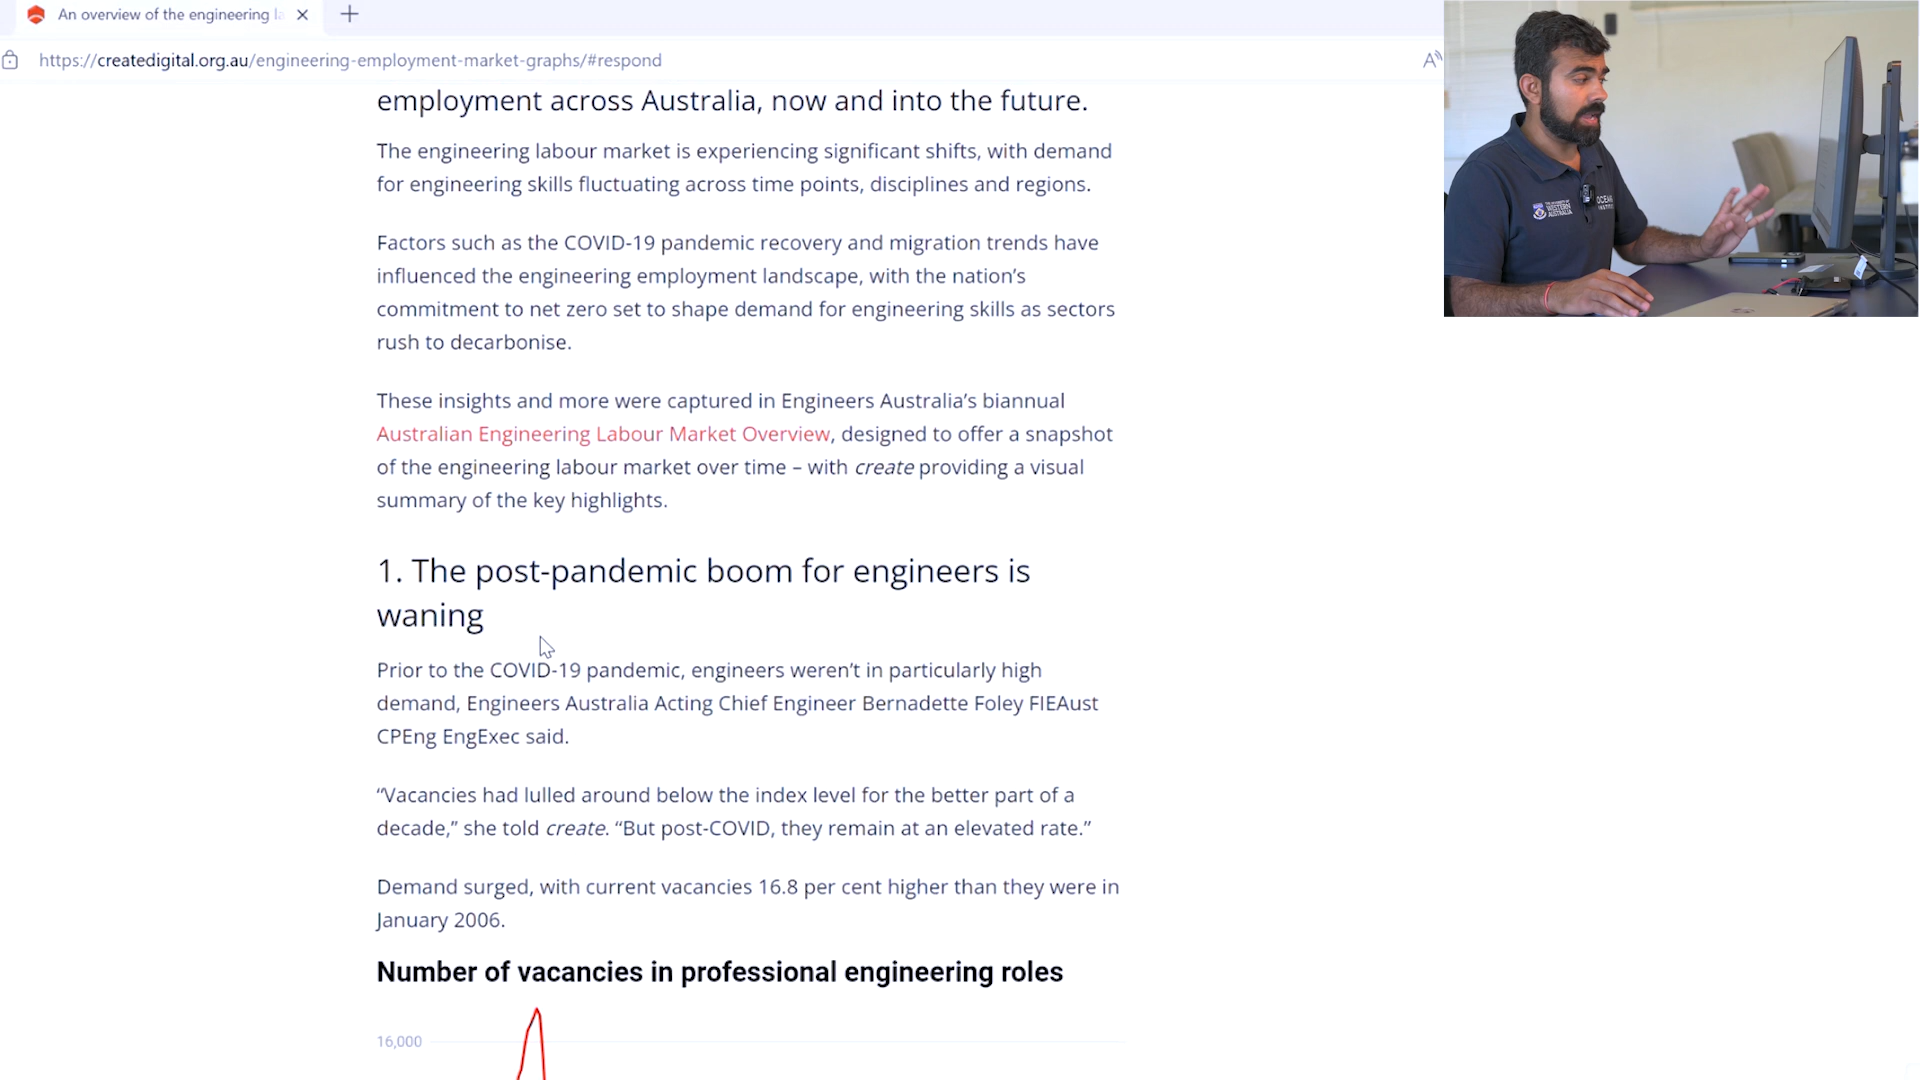 An overview of the engineering la
https://createdigital.org.au/engineering-employment-market-graphs/#respond
employment across Australia, now and into the future.
The engineering labour market is experiencing significant shifts, with demand
for engineering skills fluctuating across time points, disciplines and regions.
Factors such as the COVID-19 pandemic recovery and migration trends have
influenced the engineering employment landscape, with the nation’s
commitment to net zero set to shape demand for engineering skills as sectors
rush to decarbonise.
These insights and more were captured in Engineers Australia’s biannual
Australian Engineering Labour Market Overview, designed to offer a snapshot
of the engineering labour market over time – with create providing a visual
summary of the key highlights.
1. The post-pandemic boom for engineers is
waning
Prior to the COVID-19 pandemic, engineers weren’t in particularly high
demand, Engineers Australia Acting Chief Engineer Bernadette Foley FIEAust
CPEng EngExec said.
“Vacancies had lulled around below the index level for the better part of a
decade,” she told create. “But post-COVID, they remain at an elevated rate.”
Demand surged, with current vacancies 16.8 per cent higher than they were in
January 2006.
Number of vacancies in professional engineering roles
16,000
WESTERN
AUSTRALIA